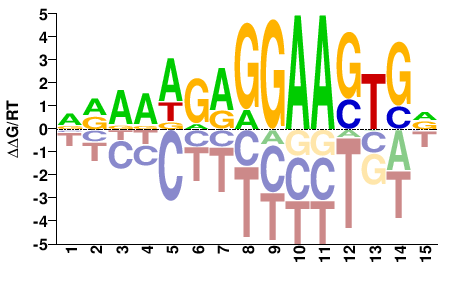 5
4
3
2
1
0
-1
-2
-3
-4
-5
ΔΔG/RT
A G T
A G C T
A T C
A T C
A T G C
G A C T
A G C T
G A C T
G A C T
A G C T
A G C T
G C A T
T C G
G C A T
A G T
1 2 3 4 5 6 7 8 9 10 11 12 13 14 15